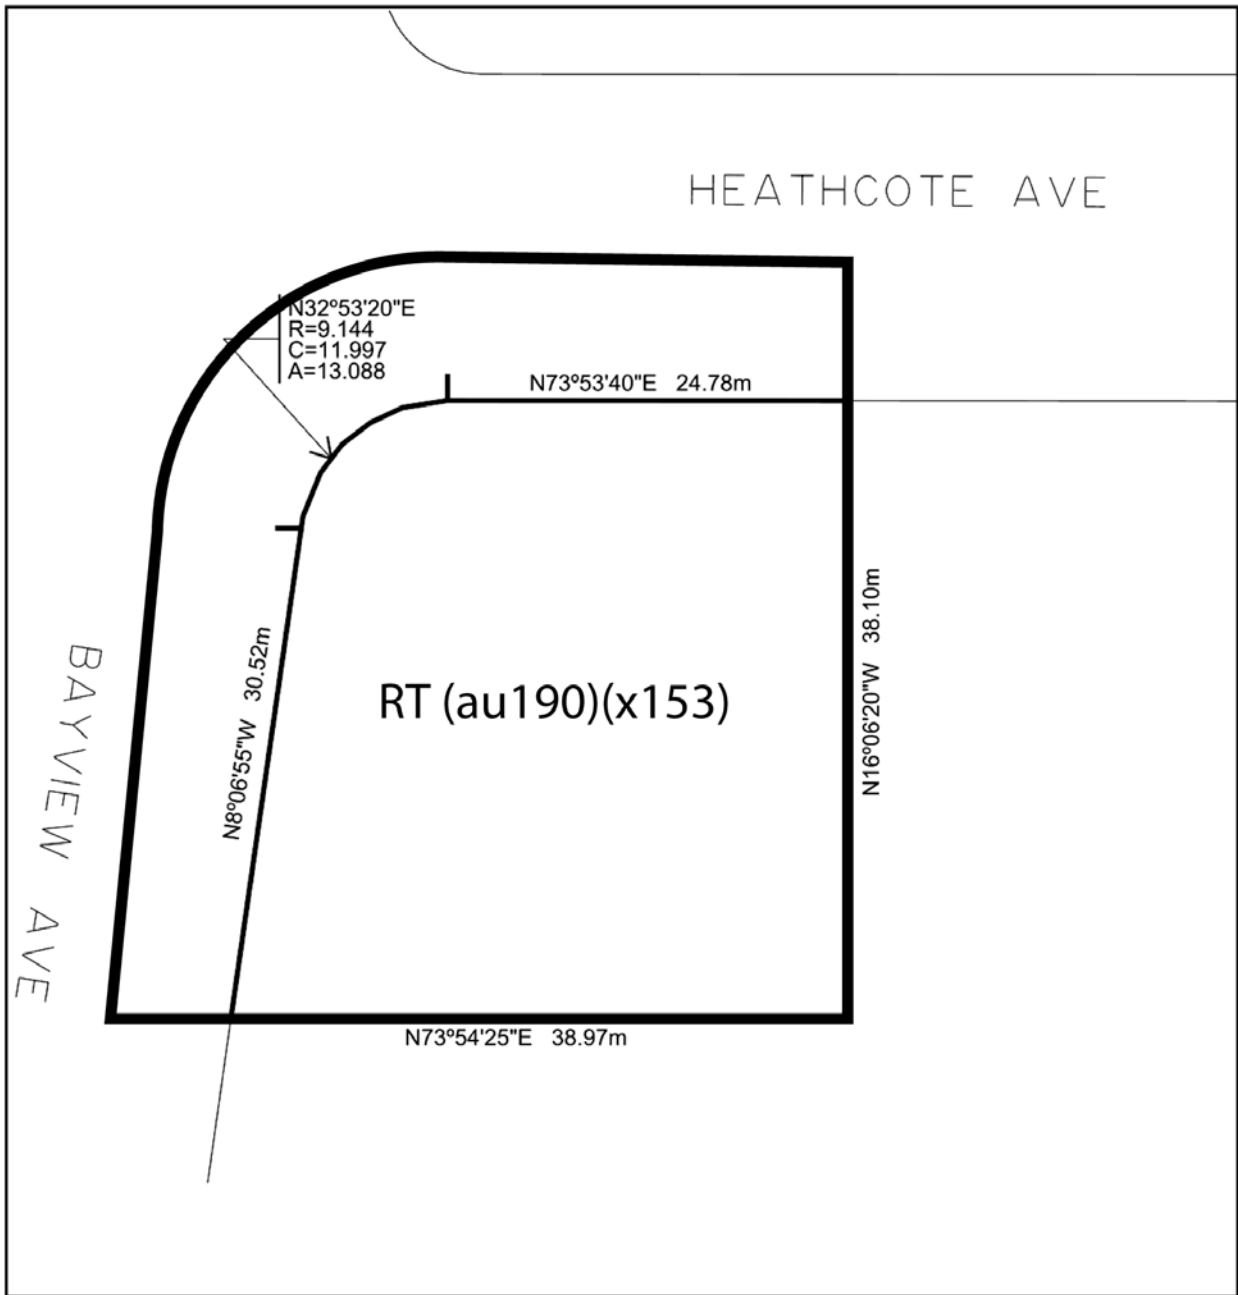 HEATHCOTE AVE
N32º53'20"E
R=9.144
C=11.997
A=13.088
N73º53'40"E 24.78m
N8º06'55"W 30.52m
RT (au190)(x153)
N16º06'20"W 38.10m
BAYVIEW AVE
N73º54'25"E 38.97m